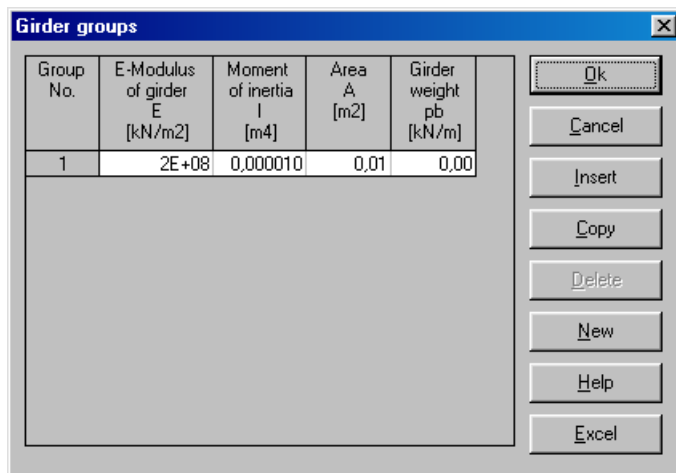 Girder groups
Group No.
E-Modulus of girder E [kN/m2]
Moment of inertia I [m4]
Area A [m2]
Girder weight pb [kN/m]
1 2E+08 0,000010 0,01 0,00
Ok
Cancel
Insert
Copy
Delete
New
Help
Excel